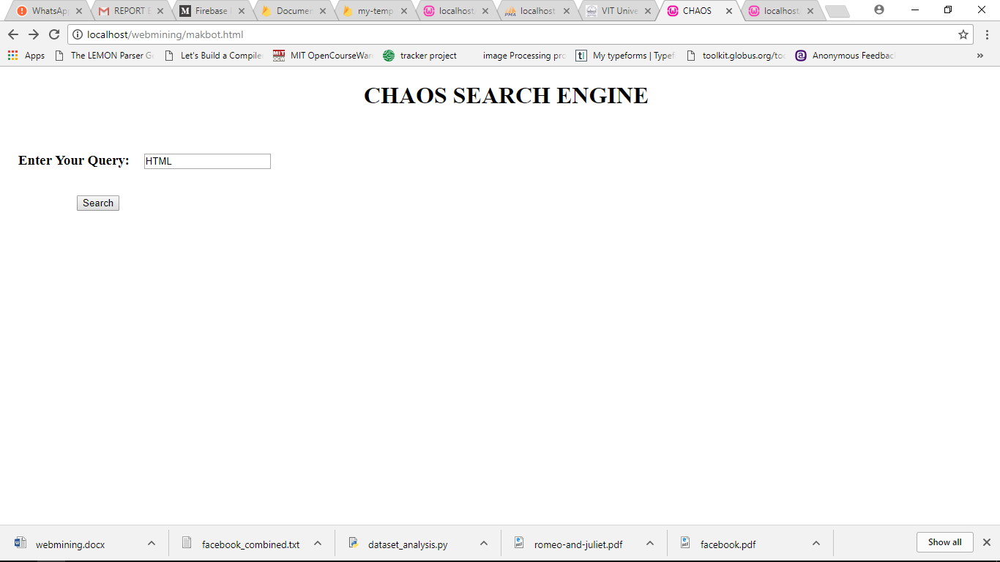 WhatsApp REPORT Firebase Documen my-temp localhost localhost VIT Unive CHAOS localhost
localhost/webmining/makbot.html
Apps The LEMON Parser Ge Let's Build a Compile MIT OpenCourseWar tracker project image Processing pro My typeforms | Typef toolkit.globus.org/too Anonymous Feedbac »
CHAOS SEARCH ENGINE
Enter Your Query: HTML
Search
webmining.docx facebook_combined.txt dataset_analysis.py romeo-and-juliet.pdf facebook.pdf Show all